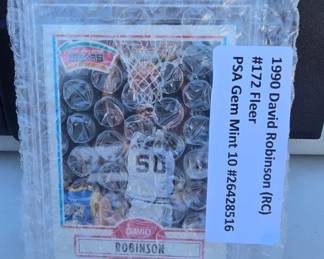 1990 David Robinson (RC)
#172 Fleer
PSA Gem Mint 10 #26428516
50
DAVID
ROBINSON